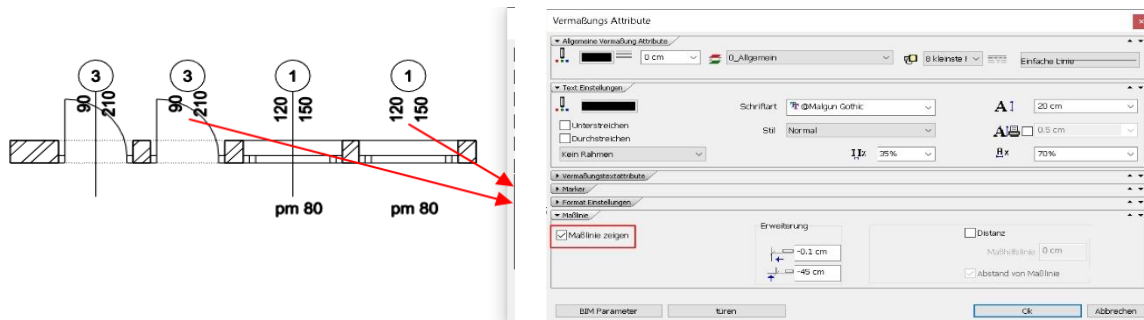 3
3
1
1
90
210
90
210
120
150
120
150
pm 80
pm 80
Vermaßungs Attribute
Allgemeine Vermaßung Attribute
0 cm
0_Allgemein
8 kleinste
Einfache Linie
Text Einstellungen
Schriftart
@Malgun Gothic
20 cm
Unterstreichen
Durchstreichen
Stil
Normal
0.5 cm
Kein Rahmen
35%
70%
Vermaßungstextattribute
Marker
Format Einstellungen
Maßlinie
Maßlinie zeigen
Erweiterung
-0.1 cm
-45 cm
Distanz
Maßhilfslinie
0 cm
Abstand von Maßlinie
BIM Parameter
türen
Ok
Abbrechen